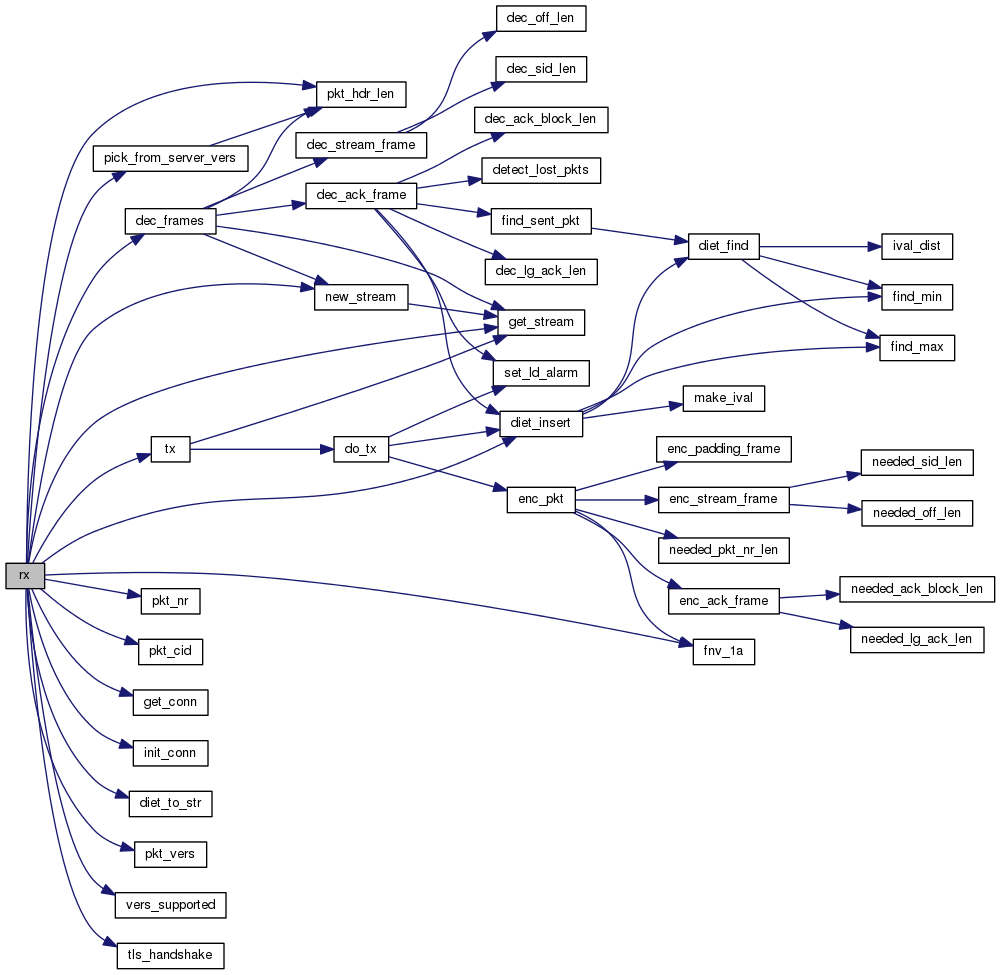 dec_off_len
dec_sid_len
pkt_hdr_len
dec_ack_block_len
dec_stream_frame
pick_from_server_vers
detect_lost_pkts
dec_ack_frame
dec_frames
find_sent_pkt
diet_find
ival_dist
dec_lg_ack_len
new_stream
find_min
get_stream
find_max
set_ld_alarm
make_ival
diet_insert
tx
do_tx
enc_padding_frame
needed_sid_len
enc_pkt
enc_stream_frame
needed_off_len
needed_pkt_nr_len
rx
needed_ack_block_len
pkt_nr
enc_ack_frame
needed_lg_ack_len
pkt_cid
fnv_1a
get_conn
init_conn
diet_to_str
pkt_vers
vers_supported
tls_handshake